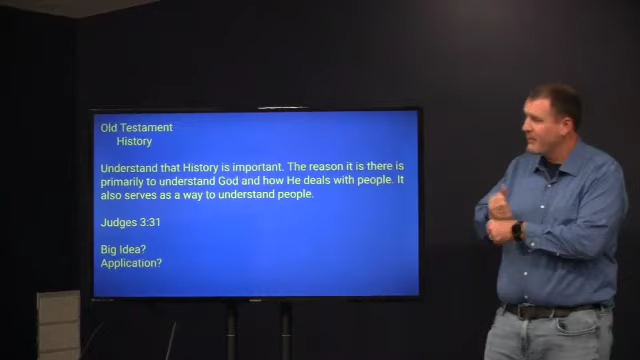 Old Testament
History
Understand that History is important. The reason it is there is
primarily to understand God and how He deals with people. It
also serves as a way to understand people.
Judges 3:31
Big Idea?
Application?